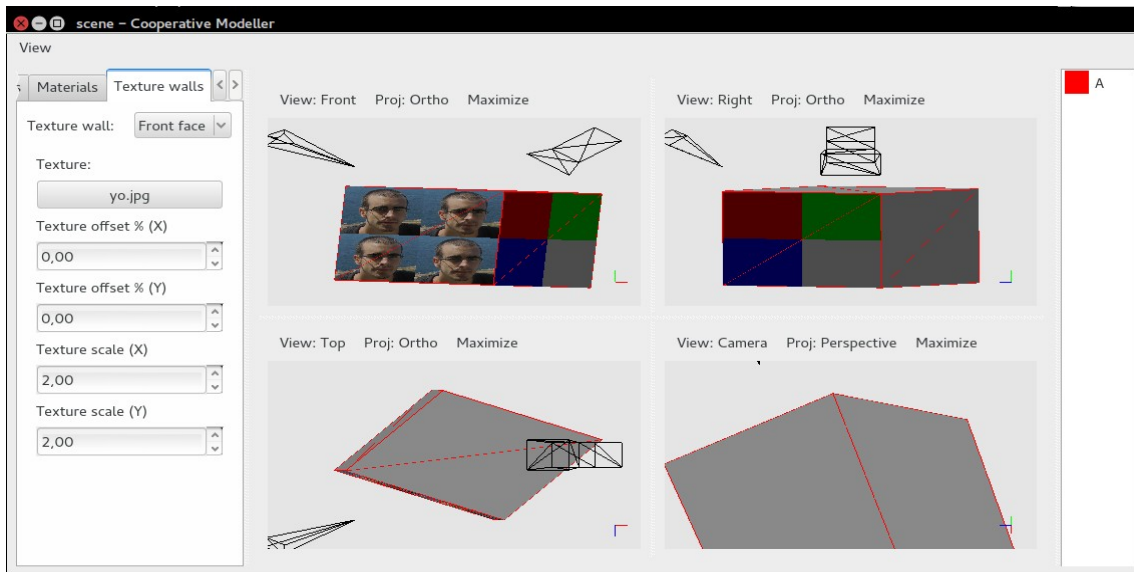 scene – Cooperative Modeller
View
Materials
Texture walls
Texture wall: Front face
Texture:
yo.jpg
Texture offset % (X)
0,00
Texture offset % (Y)
0,00
Texture scale (X)
2,00
Texture scale (Y)
2,00
View: Front Proj: Ortho Maximize
View: Right Proj: Ortho Maximize
View: Top Proj: Ortho Maximize
View: Camera Proj: Perspective Maximize
A